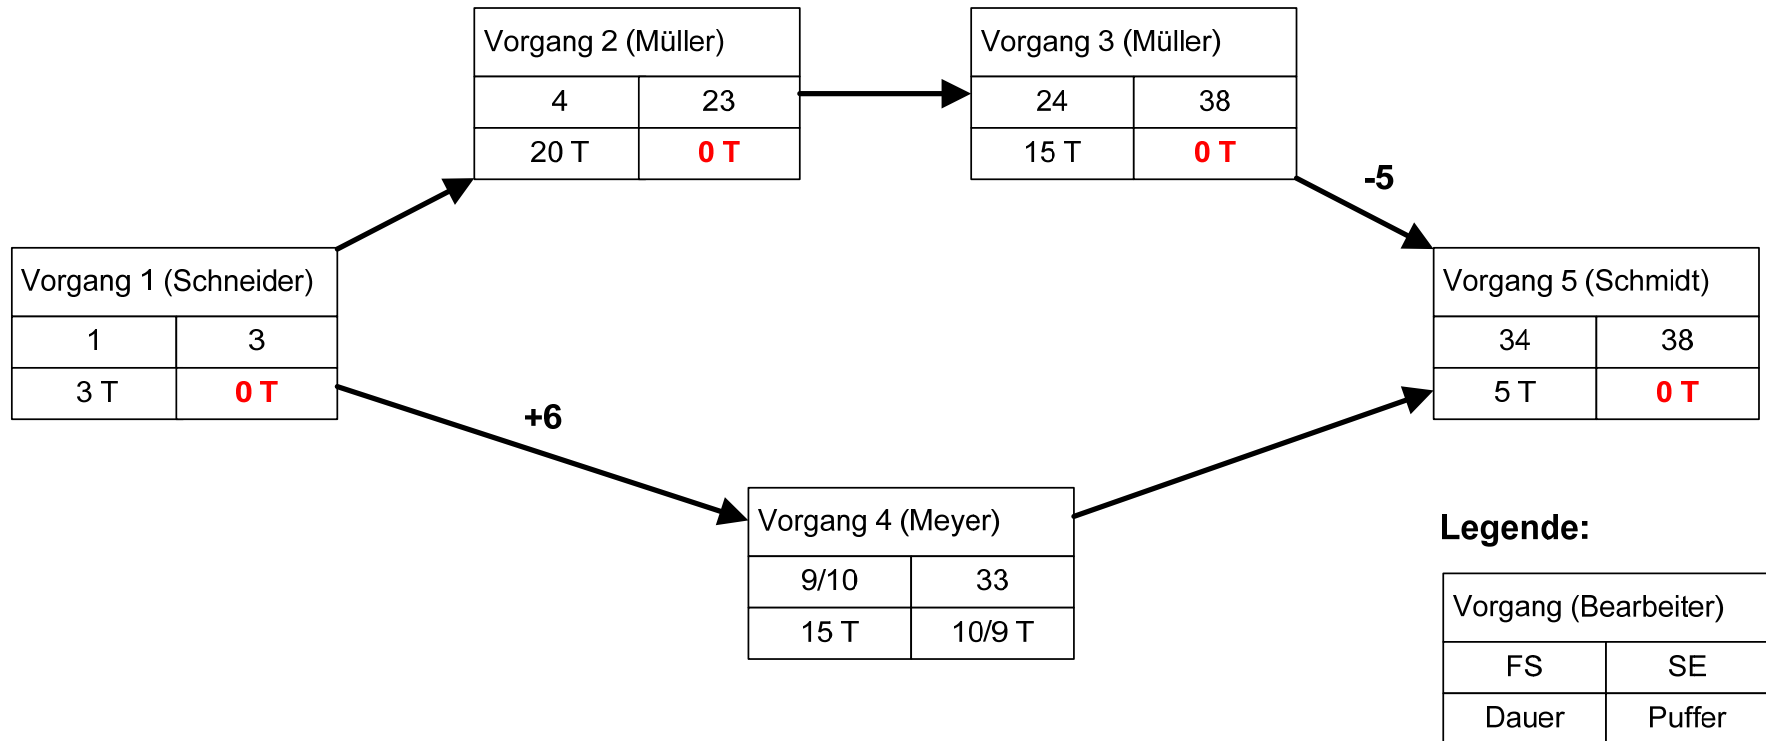 Vorgang 2 (Müller)
4 23
20 T 0 T
Vorgang 3 (Müller)
24 38
15 T 0 T
-5
Vorgang 1 (Schneider)
1 3
3 T 0 T
+6
Vorgang 5 (Schmidt)
34 38
5 T 0 T
Vorgang 4 (Meyer)
9/10 33
15 T 10/9 T
Legende:
Vorgang (Bearbeiter)
FS SE
Dauer Puffer